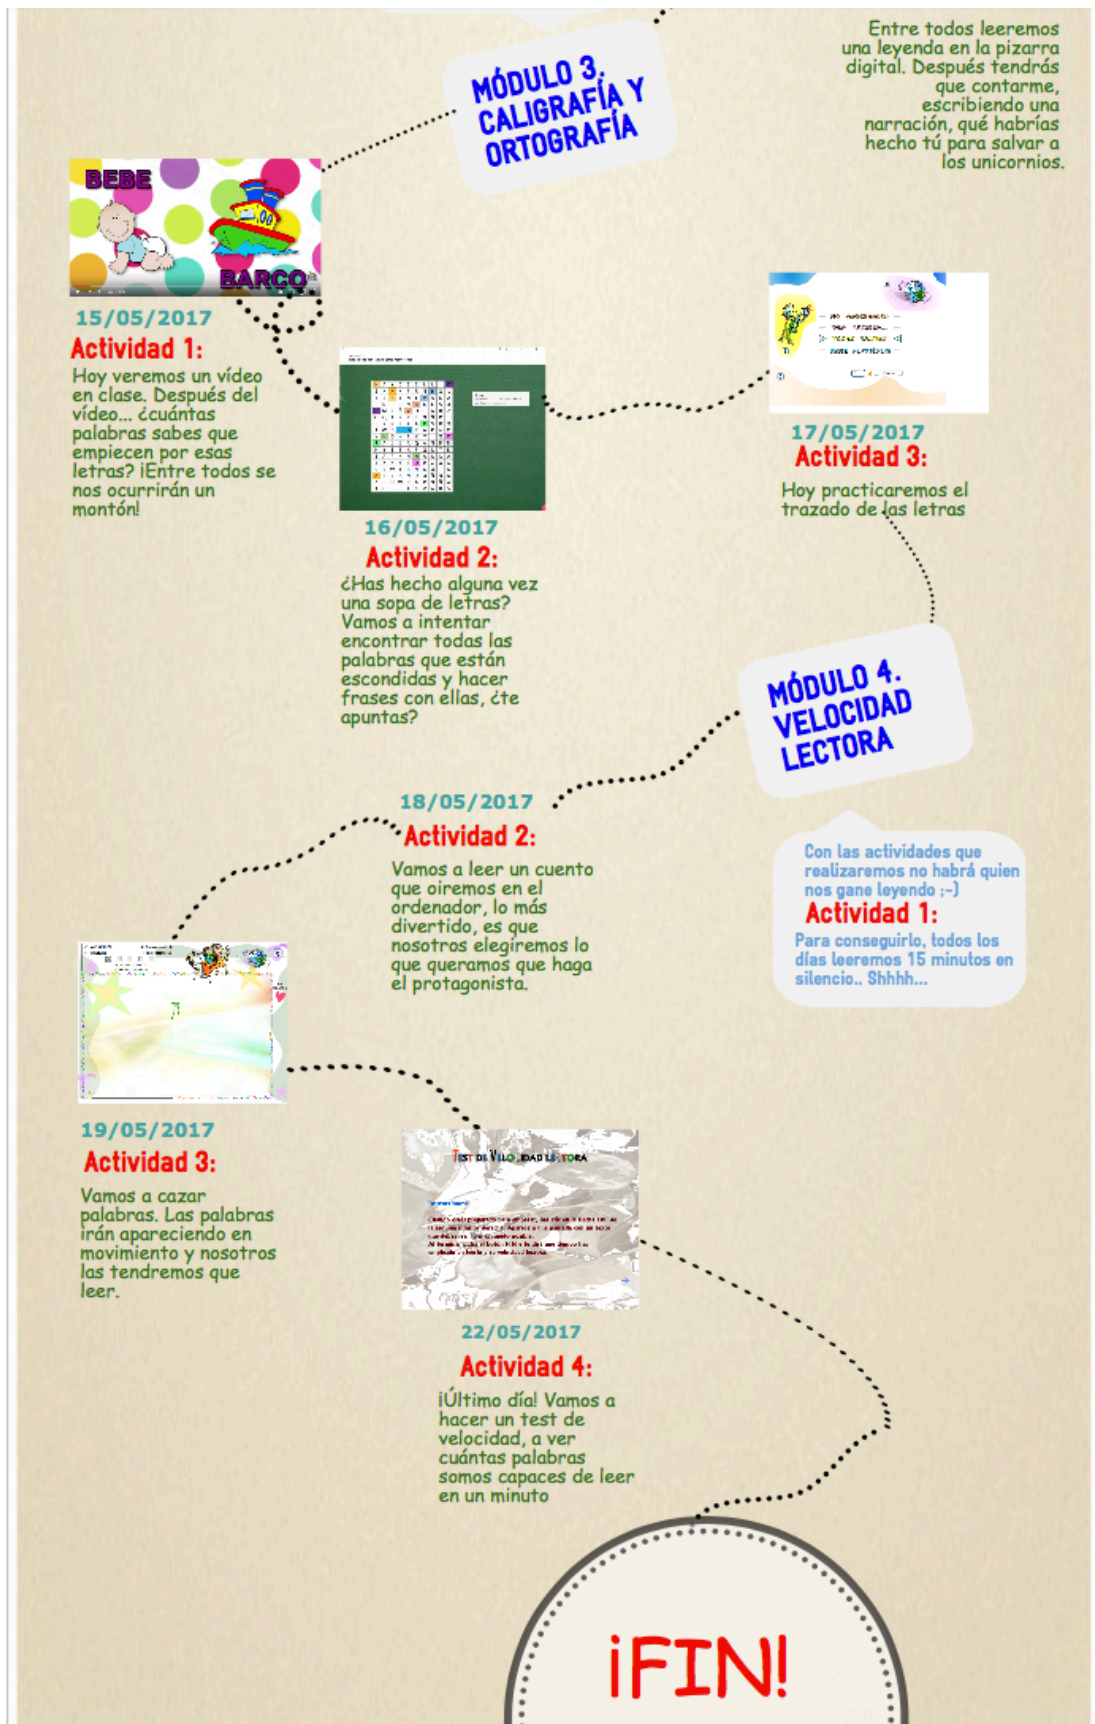 Entre todos leeremos
una leyenda en la pizarra
digital. Después tendrás
que contarme,
escribiendo una
narración, qué habrías
hecho tú para salvar a
los unicornios.
MÓDULO 3.
CALIGRAFÍA Y
ORTOGRAFÍA
BEBE
BARCO
15/05/2017
Actividad 1:
Hoy veremos un vídeo
en clase. Después del
vídeo... ¿cuántas
palabras sabes que
empiecen por esas
letras? ¡Entre todos se
nos ocurrirán un
montón!
16/05/2017
Actividad 2:
¿Has hecho alguna vez
una sopa de letras?
Vamos a intentar
encontrar todas las
palabras que están
escondidas y hacer
frases con ellas, ¿te
apuntas?
17/05/2017
Actividad 3:
Hoy practicaremos el
trazado de las letras
MÓDULO 4.
VELOCIDAD
LECTORA
Con las actividades que
realizaremos no habrá quien
nos gane leyendo ;-)
Actividad 1:
Para conseguirlo, todos los
días leeremos 15 minutos en
silencio.. Shhhh...
18/05/2017
Actividad 2:
Vamos a leer un cuento
que oiremos en el
ordenador, lo más
divertido, es que
nosotros elegiremos lo
que queramos que haga
el protagonista.
19/05/2017
Actividad 3:
Vamos a cazar
palabras. Las palabras
irán apareciendo en
movimiento y nosotros
las tendremos que
leer.
TEST DE VELOCIDAD LECTORA
22/05/2017
Actividad 4:
¡Último día! Vamos a
hacer un test de
velocidad, a ver
cuántas palabras
somos capaces de leer
en un minuto
¡FIN!